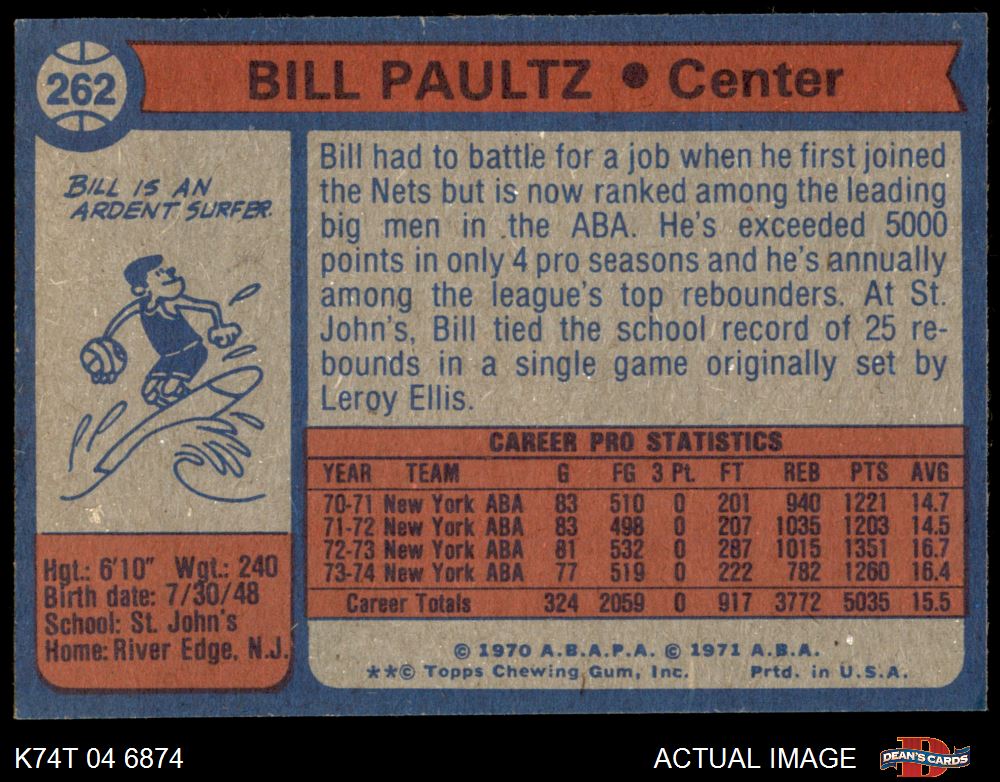 262
BILL PAULTZ • Center
BILL IS AN
ARDENT SURFER.
Bill had to battle for a job when he first joined
the Nets but is now ranked among the leading
big men in the ABA. He's exceeded 5000
points in only 4 pro seasons and he's annually
among the league's top rebounders. At St.
John's, Bill tied the school record of 25 re-
bounds in a single game originally set by
Leroy Ellis.
CAREER PRO STATISTICS
YEAR TEAM G FG 3 Pt. FT REB PTS AVG
70-71 New York ABA 83 510 0 201 940 1221 14.7
71-72 New York ABA 83 498 0 207 1035 1203 14.5
72-73 New York ABA 81 532 0 287 1015 1351 16.7
73-74 New York ABA 77 519 0 222 782 1260 16.4
Career Totals 324 2059 0 917 3772 5035 15.5
Hgt.: 6'10" Wgt.: 240
Birth date: 7/30/48
School: St. John's
Home: River Edge, N.J.
© 1970 A.B.A.P.A. © 1971 A.B.A.
**© Topps Chewing Gum, Inc. Prtd. in U.S.A.
K74T 04 6874
ACTUAL IMAGE
DEAN'S CARDS